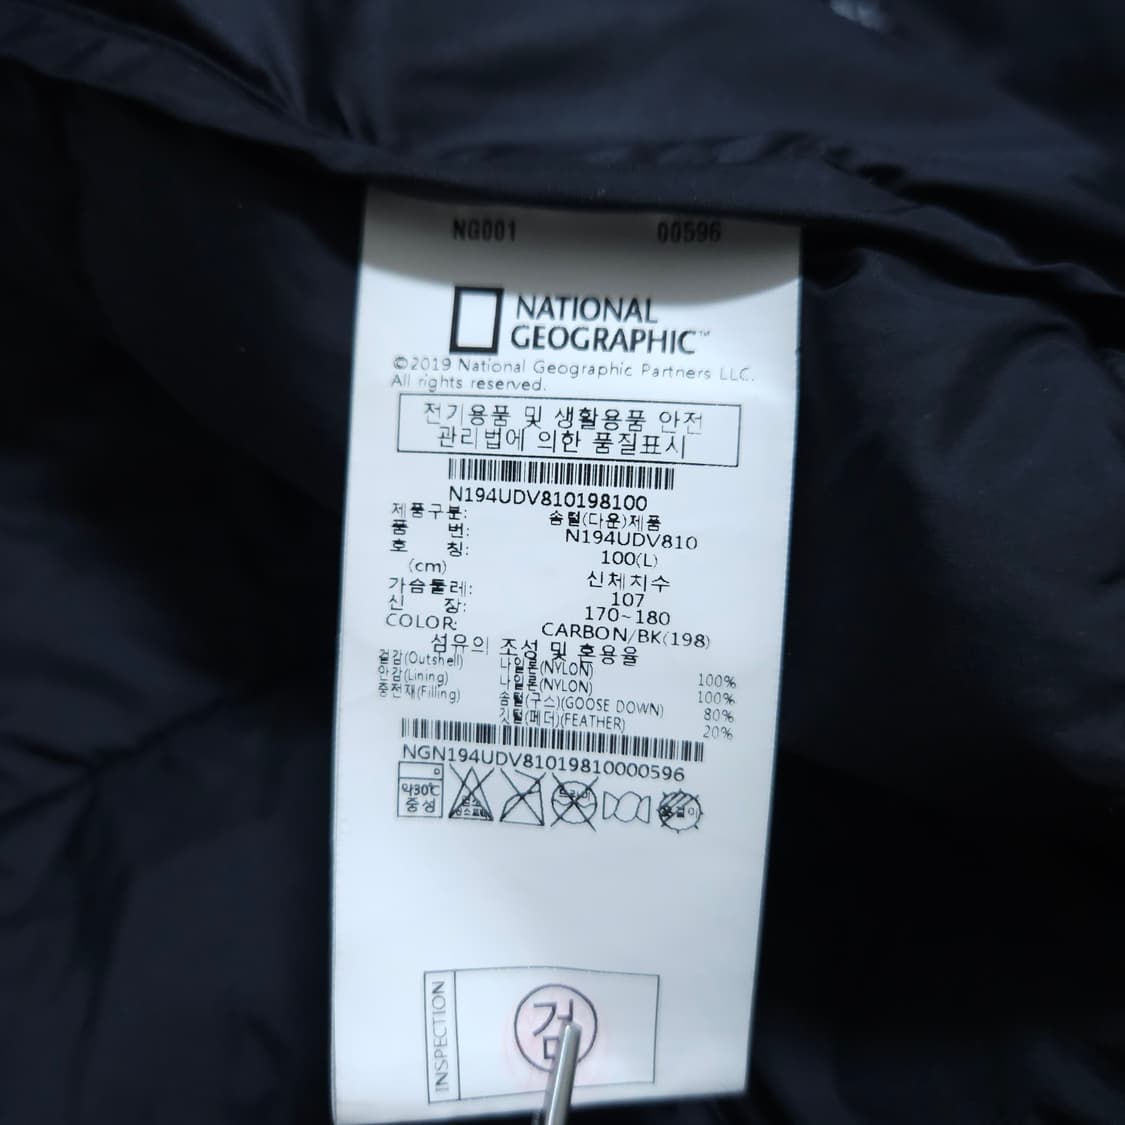 NG001 00596
NATIONAL
GEOGRAPHIC™
©2019 National Geographic Partners LLC.
All rights reserved.
전기용품 및 생활용품 안전
관리법에 의한 품질표시
N194UDV810198100
제품구분: 솜털(다운)제품
품 번: N194UDV810
호 칭: 100(L)
(cm) 신체치수
가슴둘레: 107
신 장: 170~180
COLOR: CARBON/BK(198)
섬유의 조성 및 혼용율
겉감(Outshell) 나일론(NYLON) 100%
안감(Lining) 나일론(NYLON) 100%
충전재(Filling) 솜털(구스)(GOOSE DOWN) 80%
깃털(페더)(FEATHER) 20%
NGN194UDV81019810000596
약30℃
중성
드라이
옷걸이
INSPECTION
검